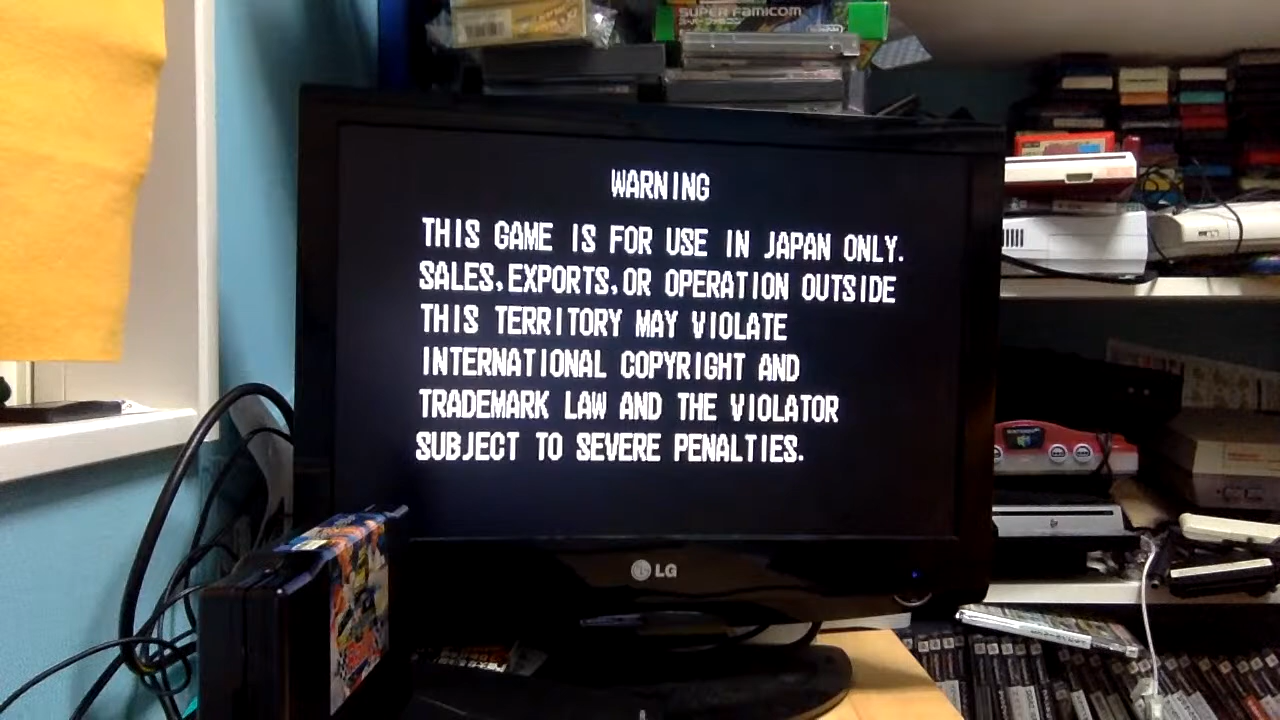 SUPER FAMICOM
WARNING
THIS GAME IS FOR USE IN JAPAN ONLY.
SALES,EXPORTS,OR OPERATION OUTSIDE
THIS TERRITORY MAY VIOLATE
INTERNATIONAL COPYRIGHT AND
TRADEMARK LAW AND THE VIOLATOR
SUBJECT TO SEVERE PENALTIES.
LG